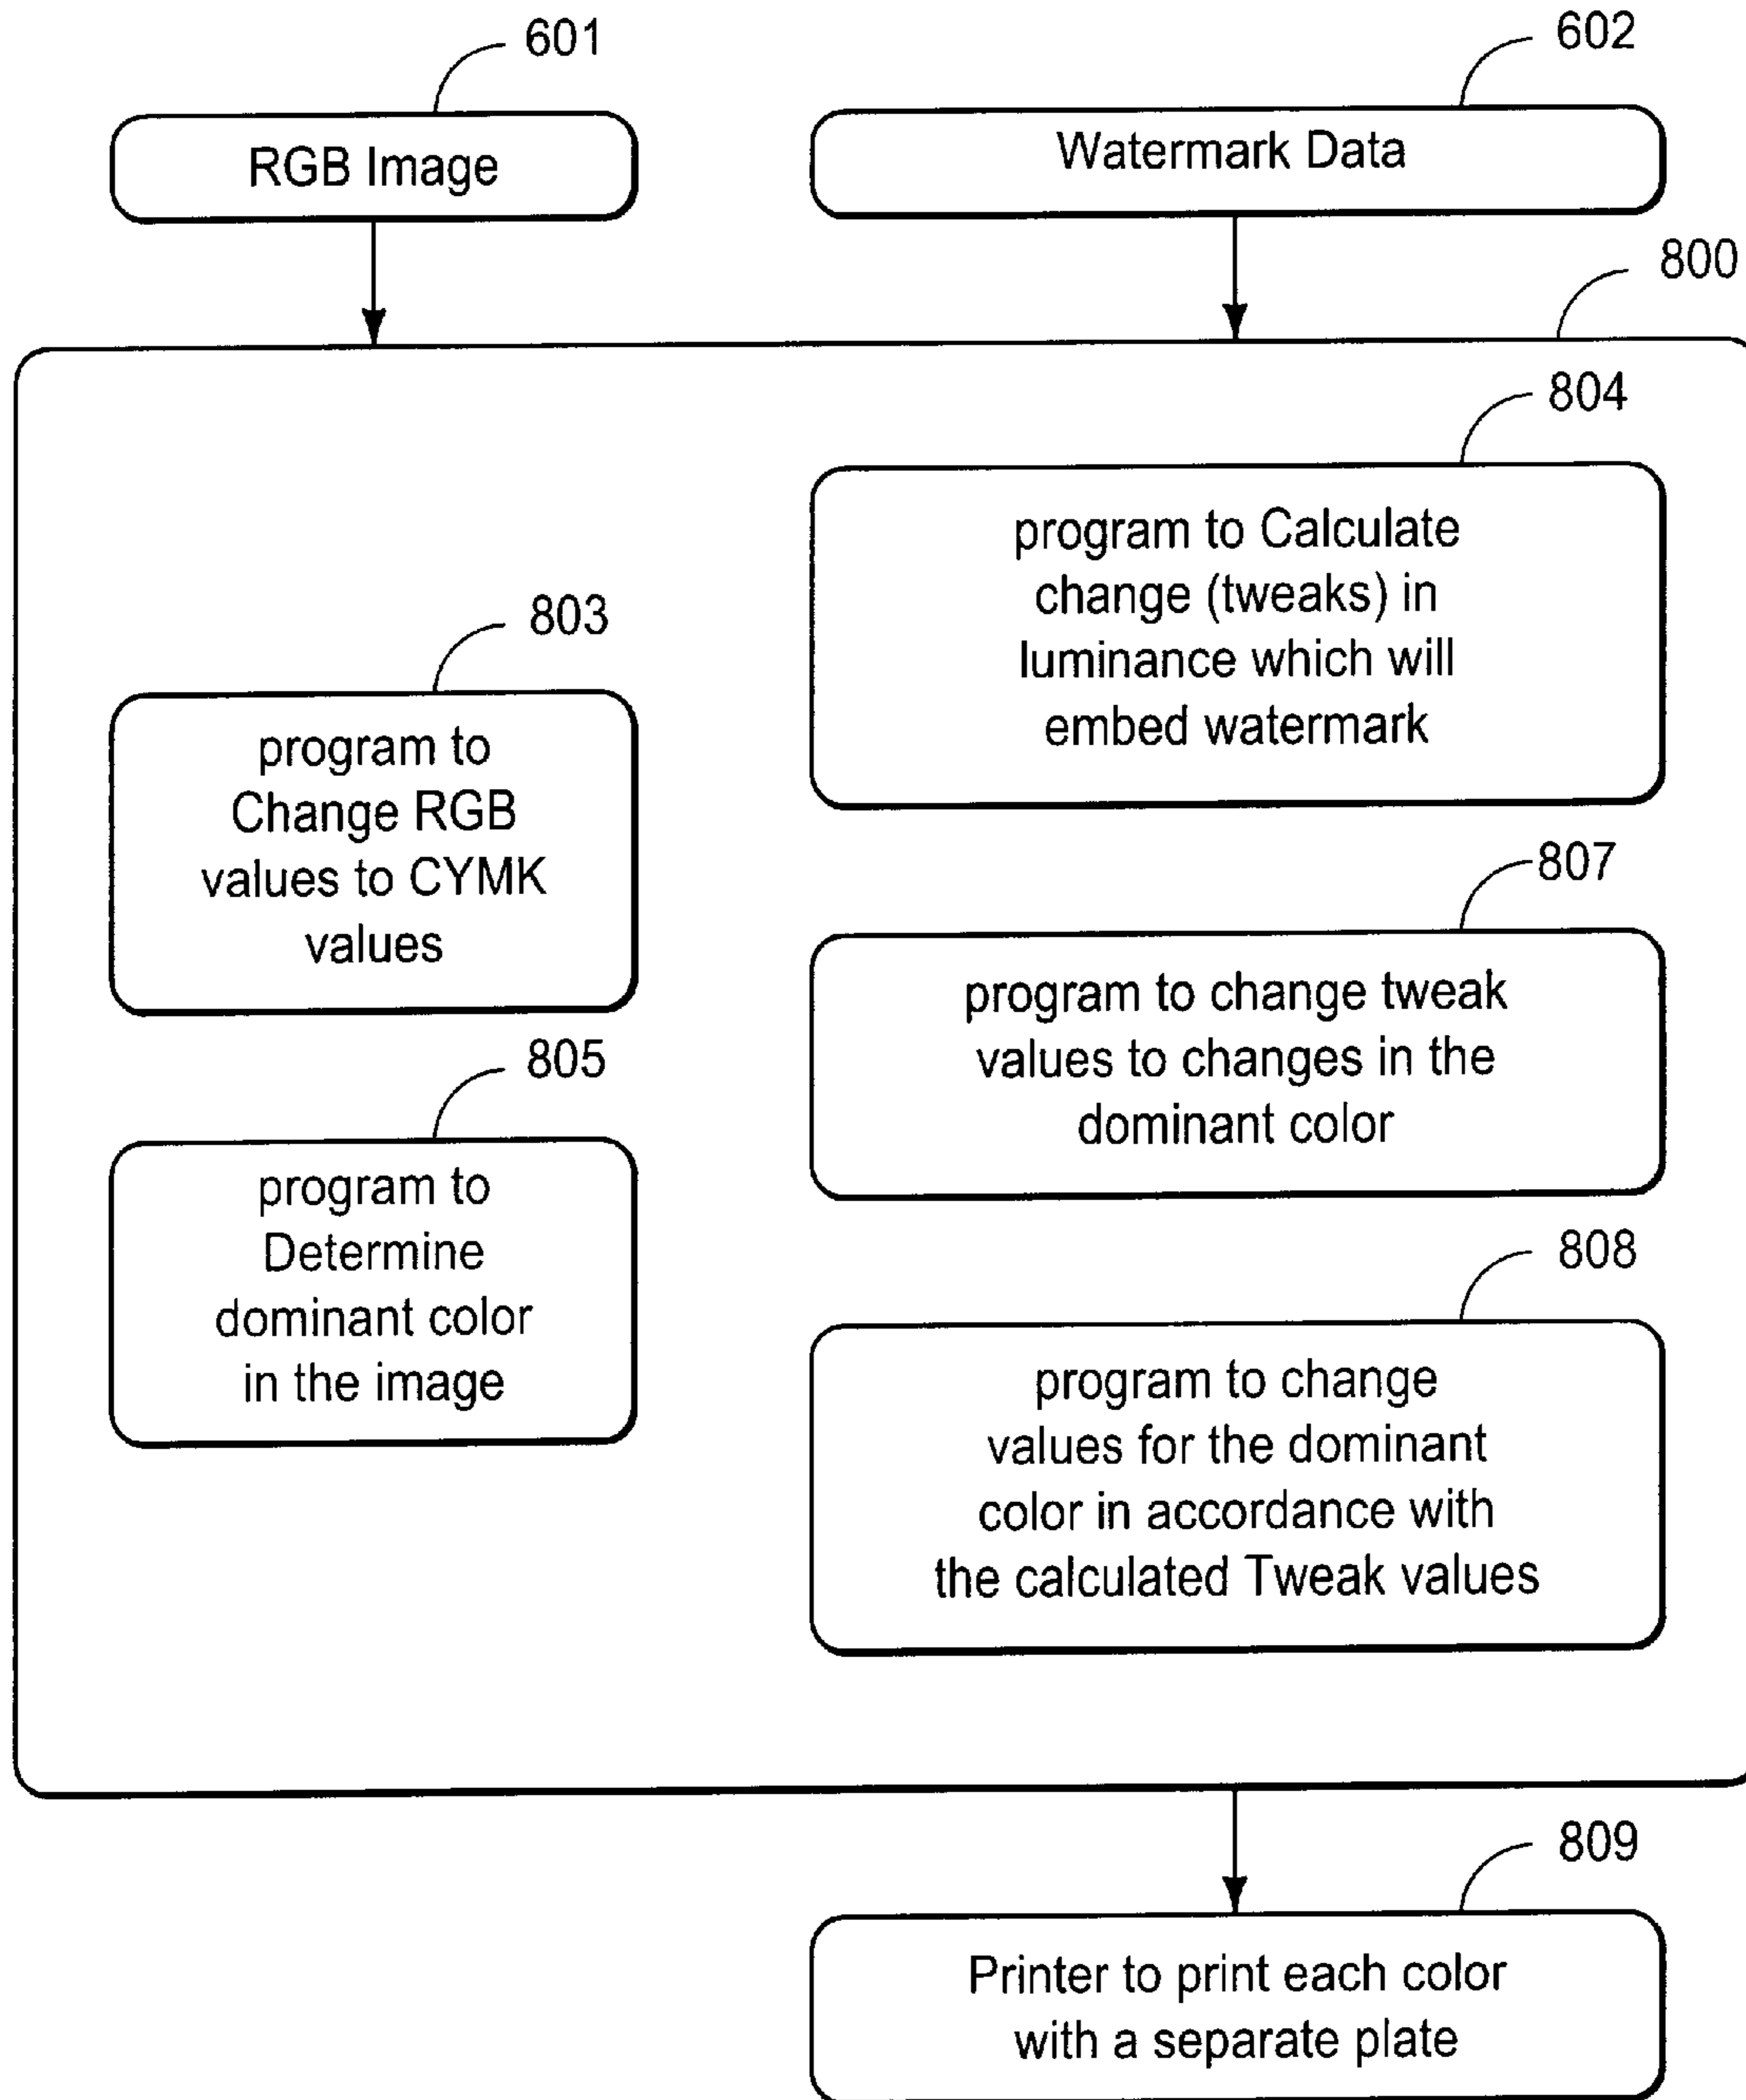 601
RGB Image
602
Watermark Data
800
804
program to Calculate
change (tweaks) in
luminance which will
embed watermark
803
program to
Change RGB
values to CYMK
values
807
program to change tweak
values to changes in the
dominant color
805
program to
Determine
dominant color
in the image
808
program to change
values for the dominant
color in accordance with
the calculated Tweak values
809
Printer to print each color
with a separate plate